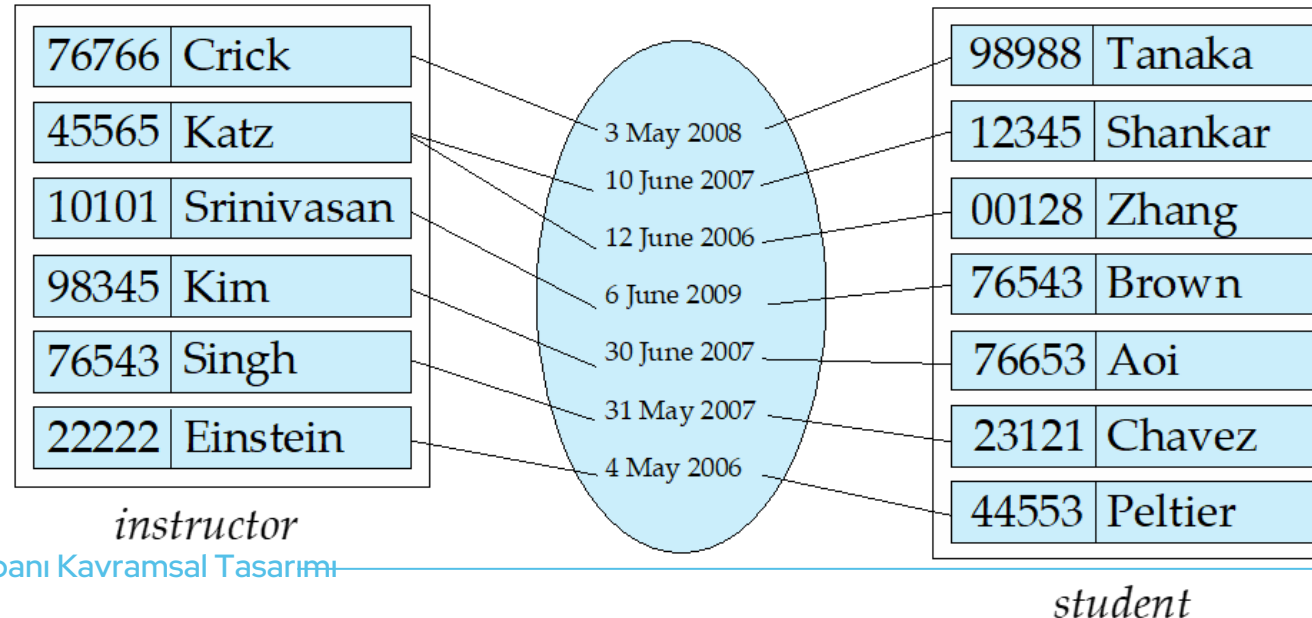 76766 Crick
45565 Katz
10101 Srinivasan
98345 Kim
76543 Singh
22222 Einstein
instructor
3 May 2008
10 June 2007
12 June 2006
6 June 2009
30 June 2007
31 May 2007
4 May 2006
98988 Tanaka
12345 Shankar
00128 Zhang
76543 Brown
76653 Aoi
23121 Chavez
44553 Peltier
student
Kavramsal Tasarımı